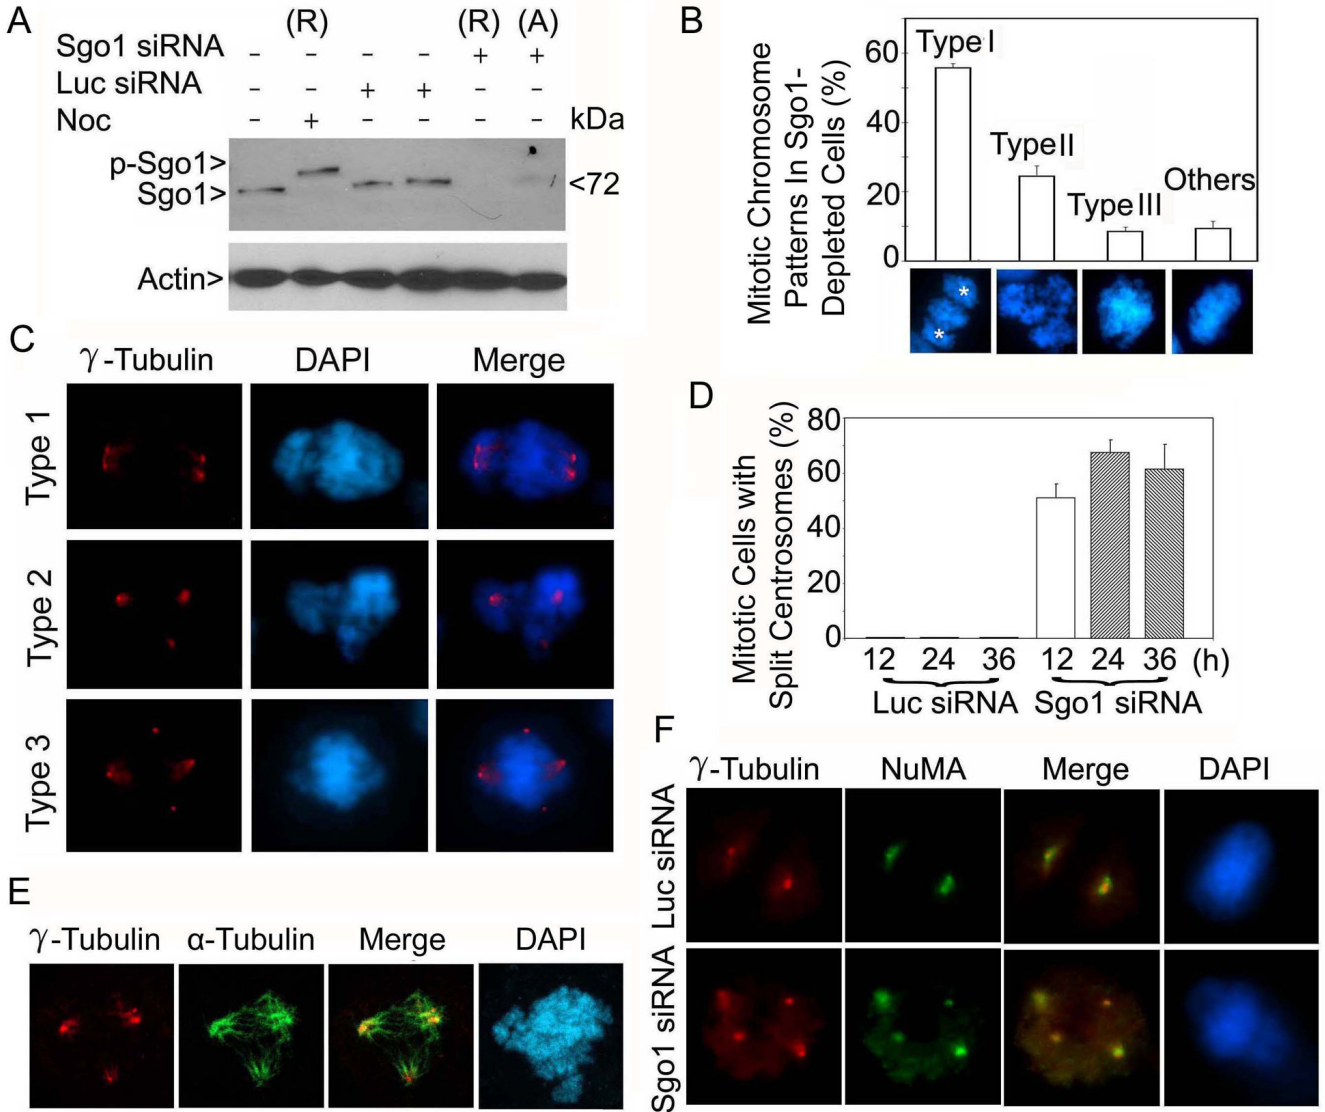 A
(R) (R) (A)
Sgo1 siRNA - - - - + +
Luc siRNA - - + + - -
Noc - + - - - - kDa
p-Sgo1>
Sgo1> <72
Actin>
B
Mitotic Chromosome
Patterns In Sgo1-
Depleted Cells (%)
60
40
20
0
Type I
Type II
Type III
Others
* *
C
γ-Tubulin DAPI Merge
Type 1
Type 2
Type 3
D
Mitotic Cells with
Split Centrosomes (%)
80
60
40
20
0
12 24 36 12 24 36 (h)
Luc siRNA Sgo1 siRNA
E
γ-Tubulin α-Tubulin Merge DAPI
F
γ-Tubulin NuMA Merge DAPI
Luc siRNA
Sgo1 siRNA